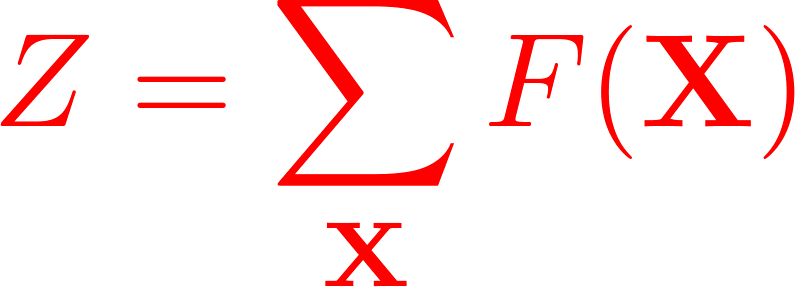 Z = ∑ F(𝐗)
𝐗